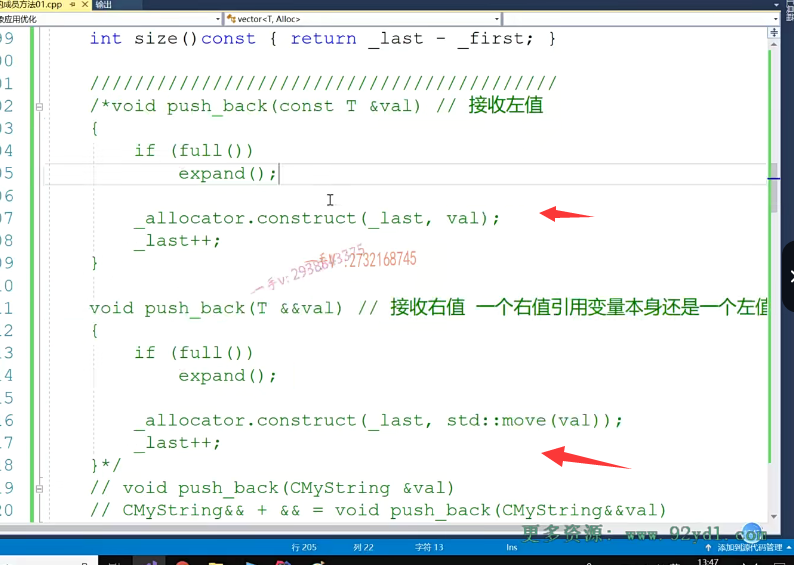 的成员方法01.cpp 输出
象应用优化 vector<T, Alloc>
99 int size()const { return _last - _first; }
00
01 //////////////////////////////////////////
02 /*void push_back(const T &val) // 接收左值
03 {
04 if (full())
05 expand();
06
07 _allocator.construct(_last, val);
08 _last++;
09 }
一手v: :2732168745
10
11 void push_back(T &&val) // 接收右值 一个右值引用变量本身还是一个左值
12 {
13 if (full())
14 expand();
15
16 _allocator.construct(_last, std::move(val));
17 _last++;
18 }*/
19 // void push_back(CMyString &val)
20 // CMyString&& + && = void push_back(CMyString&&val)
更多资源: www.92ydl.com
行 205 列 22 字符 13 Ins 添加到源代码管理
13:47